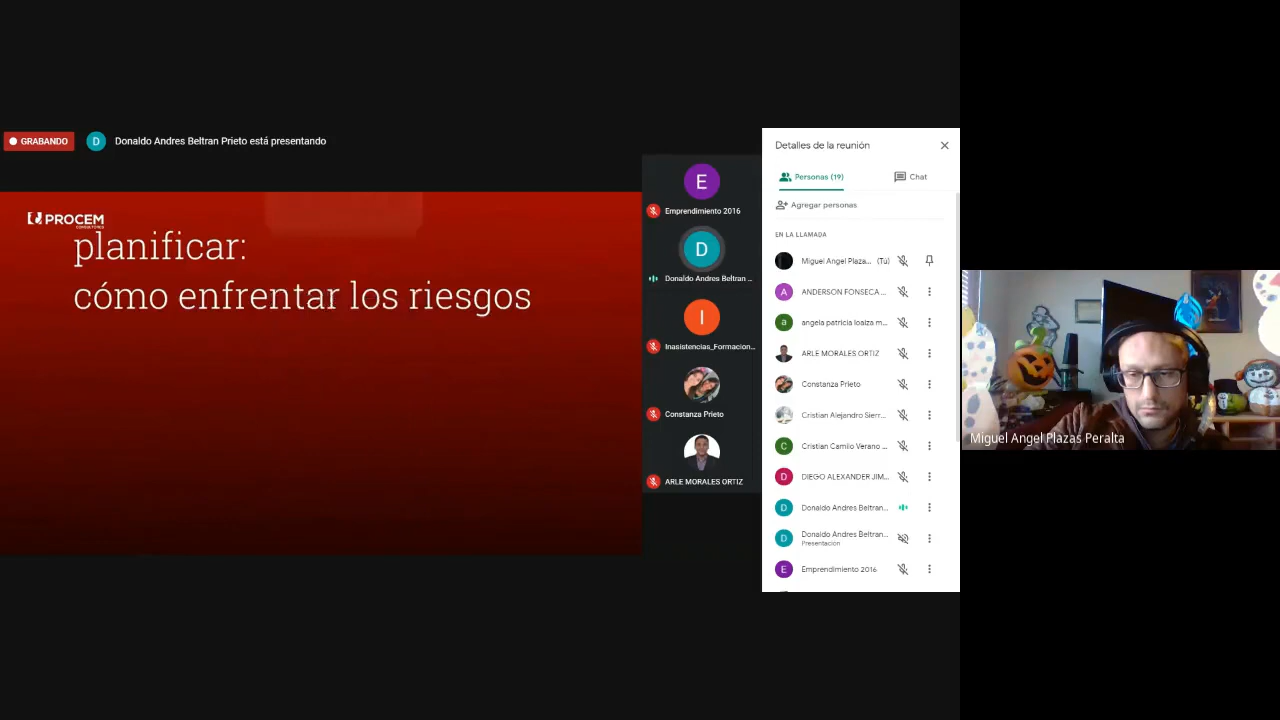 GRABANDO
D
Donaldo Andres Beltran Prieto está presentando
PROCEM
CONSULTORES
planificar:
cómo enfrentar los riesgos
E
Emprendimiento 2016
D
Donaldo Andres Beltran ...
I
Inasistencias_Formacion...
Constanza Prieto
ARLE MORALES ORTIZ
Detalles de la reunión
Personas (19)
Chat
Agregar personas
EN LA LLAMADA
Miguel Angel Plaza... (Tú)
A ANDERSON FONSECA ...
a angela patricia loaiza m...
ARLE MORALES ORTIZ
Constanza Prieto
Cristian Alejandro Sierr...
C Cristian Camilo Verano ...
D DIEGO ALEXANDER JIM...
D Donaldo Andres Beltran...
D Donaldo Andres Beltran...
Presentación
E Emprendimiento 2016
Miguel Angel Plazas Peralta